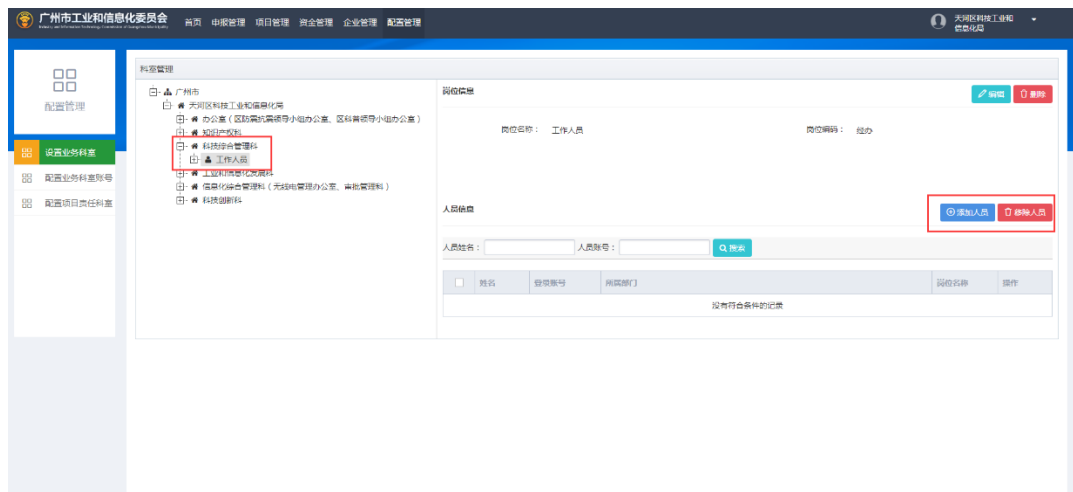 广州市工业和信息化委员会 首页 申报管理 项目管理 资金管理 企业管理 配置管理 天河区科技工业和
信息化局
配置管理
设置业务科室
配置业务科室账号
配置项目责任科室
科室管理
广州市
天河区科技工业和信息化局
办公室（区防震抗震领导小组办公室、区科普领导小组办公室）
知识产权科
科技综合管理科
工作人员
工业和信息化发展科
信息化综合管理科（无线电管理办公室、审批管理科）
科技创新科
岗位信息 编辑 删除
岗位名称： 工作人员 岗位编码： 经办
人员信息 添加人员 移除人员
人员姓名： 人员账号： 搜索
姓名 登录账号 所属部门 岗位名称 操作
没有符合条件的记录